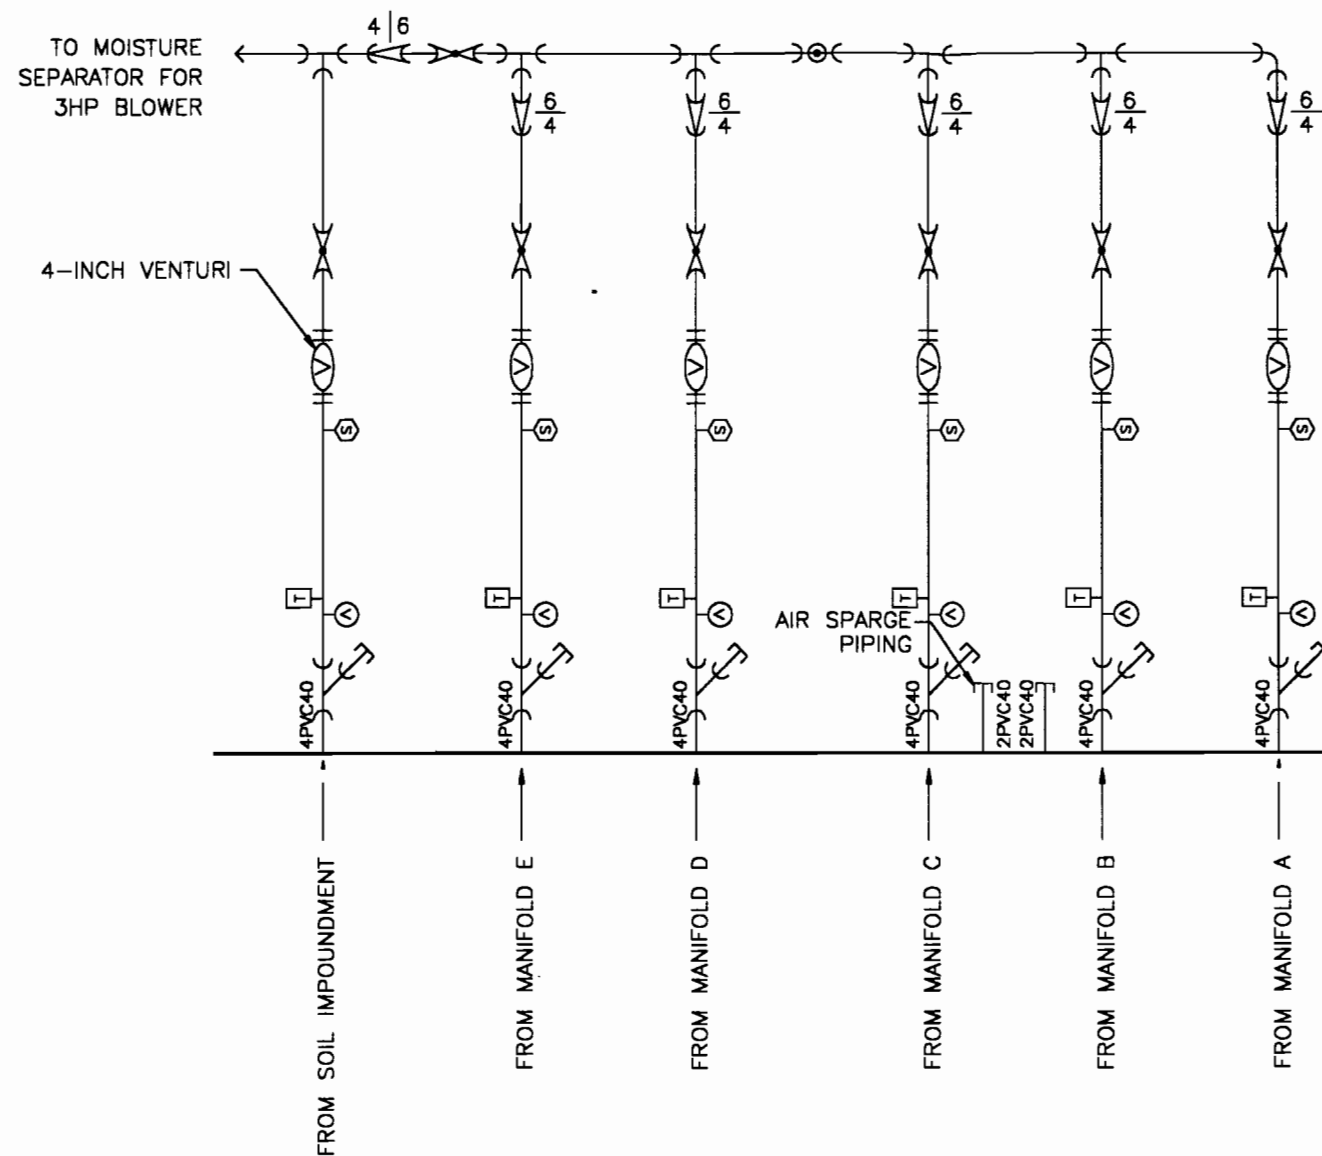 TO MOISTURE
SEPARATOR FOR
3HP BLOWER
4|6
6
4
6
4
6
4
6
4
6
4
4-INCH VENTURI
V
V
V
V
V
V
S
S
S
S
S
S
T
T
T
T
T
T
V
V
V
V
V
V
AIR SPARGE
PIPING
4PVC40
4PVC40
4PVC40
4PVC40
2PVC40
2PVC40
4PVC40
4PVC40
FROM SOIL IMPOUNDMENT
FROM MANIFOLD E
FROM MANIFOLD D
FROM MANIFOLD C
FROM MANIFOLD B
FROM MANIFOLD A